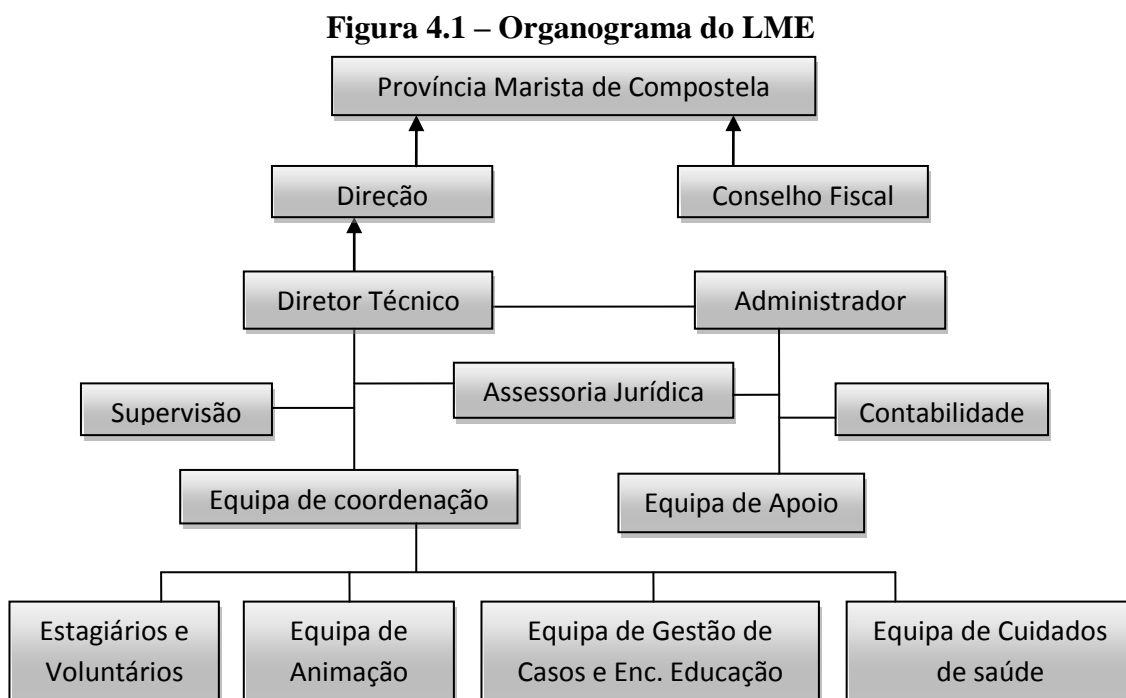 Figura 4.1 – Organograma do LME
Província Marista de Compostela
Direção
Conselho Fiscal
Diretor Técnico
Administrador
Assessoria Jurídica
Supervisão
Contabilidade
Equipa de coordenação
Equipa de Apoio
Estagiários e
Voluntários
Equipa de
Animação
Equipa de Gestão de
Casos e Enc. Educação
Equipa de Cuidados
de saúde